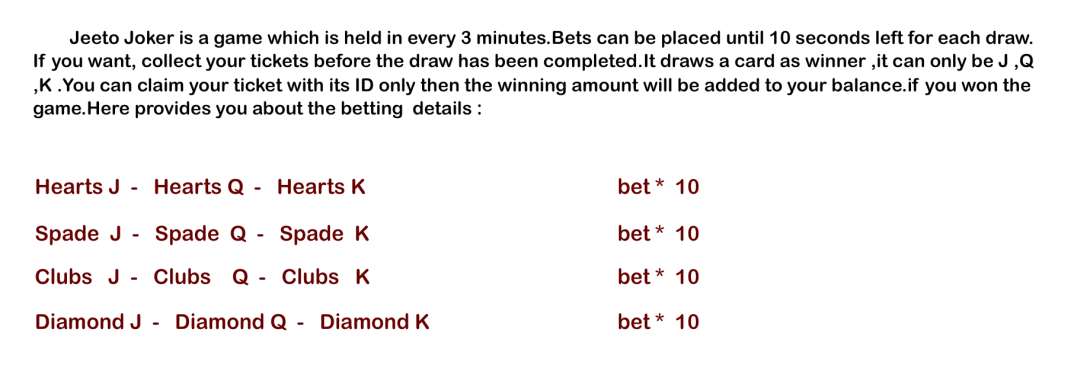 Jeeto Joker is a game which is held in every 3 minutes.Bets can be placed until 10 seconds left for each draw.
If you want, collect your tickets before the draw has been completed.It draws a card as winner ,it can only be J ,Q
,K .You can claim your ticket with its ID only then the winning amount will be added to your balance.if you won the
game.Here provides you about the betting details :
Hearts J - Hearts Q - Hearts K bet * 10
Spade J - Spade Q - Spade K bet * 10
Clubs J - Clubs Q - Clubs K bet * 10
Diamond J - Diamond Q - Diamond K bet * 10